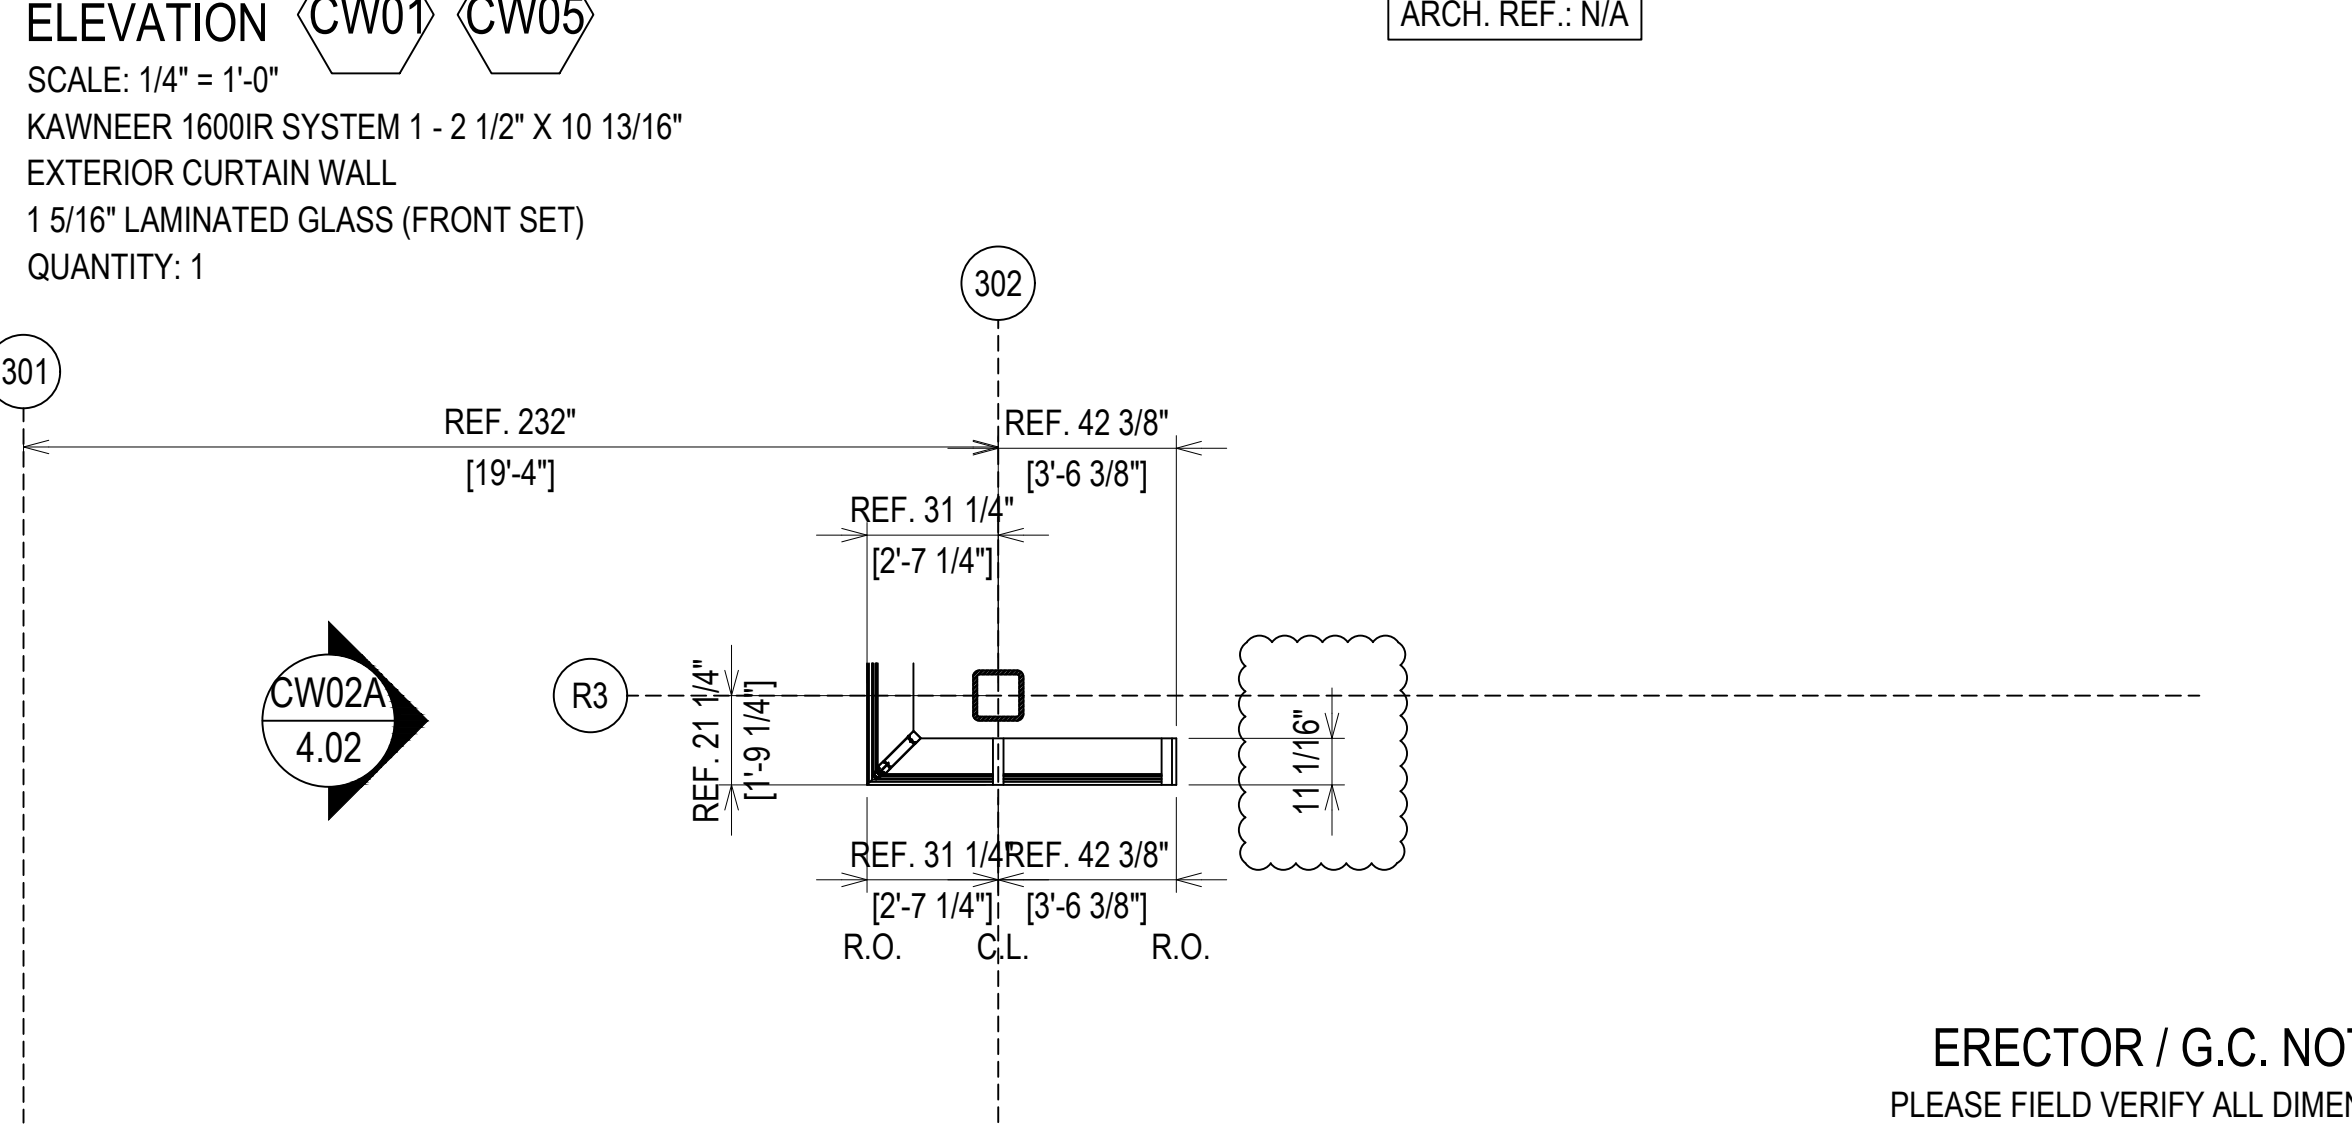 ELEVATION CW01 CW05
ARCH. REF.: N/A
SCALE: 1/4" = 1'-0"
KAWNEER 1600IR SYSTEM 1 - 2 1/2" X 10 13/16"
EXTERIOR CURTAIN WALL
1 5/16" LAMINATED GLASS (FRONT SET)
QUANTITY: 1
302
301
REF. 232"
[19'-4"]
REF. 42 3/8"
[3'-6 3/8"]
REF. 31 1/4"
[2'-7 1/4"]
CW02A
4.02
R3
REF. 21 1/4"
[1'-9 1/4"]
11 1/16"
REF. 31 1/4"
[2'-7 1/4"]
REF. 42 3/8"
[3'-6 3/8"]
R.O.
C.L.
R.O.
ERECTOR / G.C.
PLEASE FIELD VERIFY ALL